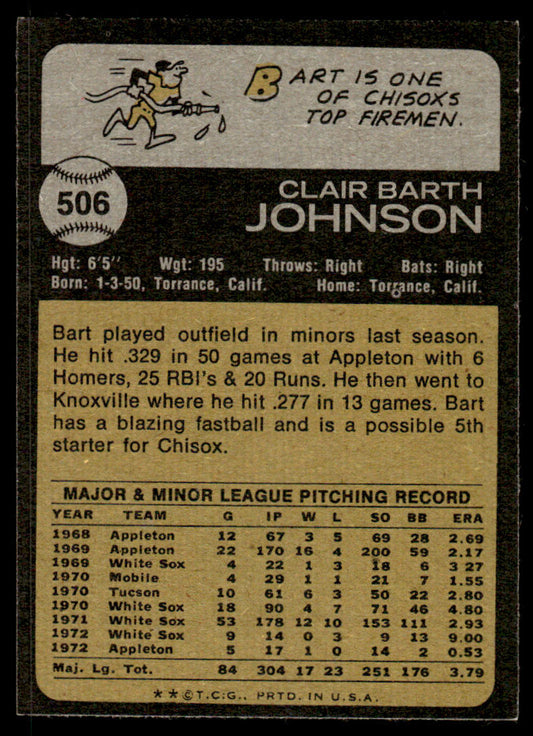 BART IS ONE
OF CHISOXS
TOP FIREMEN.
506
CLAIR BARTH
JOHNSON
Hgt: 6'5" Wgt: 195 Throws: Right Bats: Right
Born: 1-3-50, Torrance, Calif. Home: Torrance, Calif.
Bart played outfield in minors last season.
He hit .329 in 50 games at Appleton with 6
Homers, 25 RBI's & 20 Runs. He then went to
Knoxville where he hit .277 in 13 games. Bart
has a blazing fastball and is a possible 5th
starter for Chisox.
MAJOR & MINOR LEAGUE PITCHING RECORD
YEAR TEAM G IP W L SO BB ERA
1968 Appleton 12 67 3 5 69 28 2.69
1969 Appleton 22 170 16 4 200 59 2.17
1969 White Sox 4 22 1 3 18 6 3 27
1970 Mobile 4 29 1 1 21 7 1.55
1970 Tucson 10 61 6 3 50 22 2.80
1970 White Sox 18 90 4 7 71 46 4.80
1971 White Sox 53 178 12 10 153 111 2.93
1972 White Sox 9 14 0 3 9 13 9.00
1972 Appleton 5 17 1 0 14 2 0.53
Maj. Lg. Tot. 84 304 17 23 251 176 3.79
**©T.C.G., PRTD. IN U.S.A.